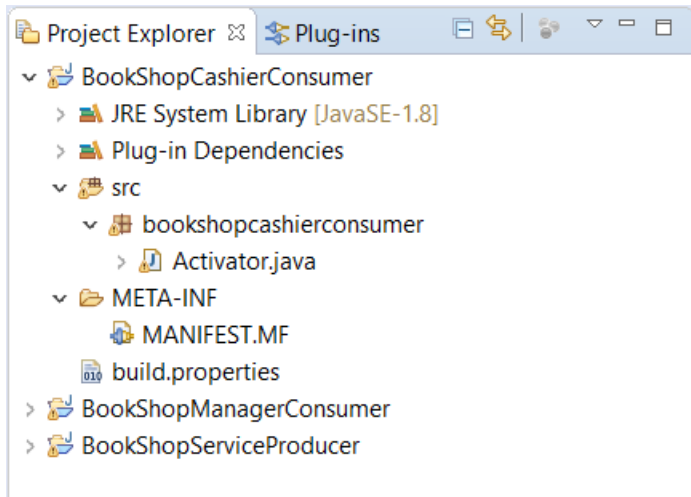 Project Explorer Plug-ins
BookShopCashierConsumer
JRE System Library [JavaSE-1.8]
Plug-in Dependencies
src
bookshopcashierconsumer
Activator.java
META-INF
MANIFEST.MF
build.properties
BookShopManagerConsumer
BookShopServiceProducer